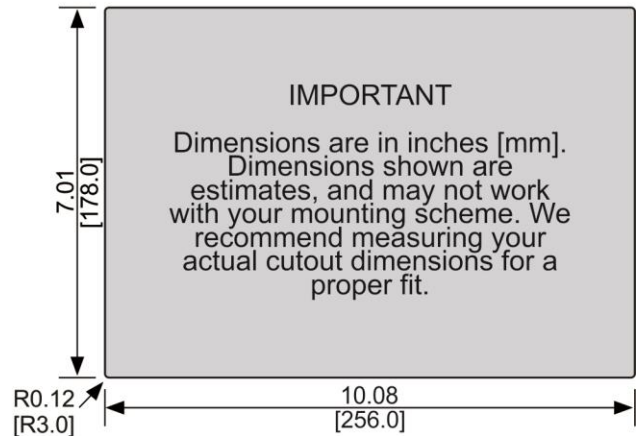 IMPORTANT
Dimensions are in inches [mm].
Dimensions shown are
estimates, and may not work
with your mounting scheme. We
recommend measuring your
actual cutout dimensions for a
proper fit.
7.01
[178.0]
R0.12
[R3.0]
10.08
[256.0]